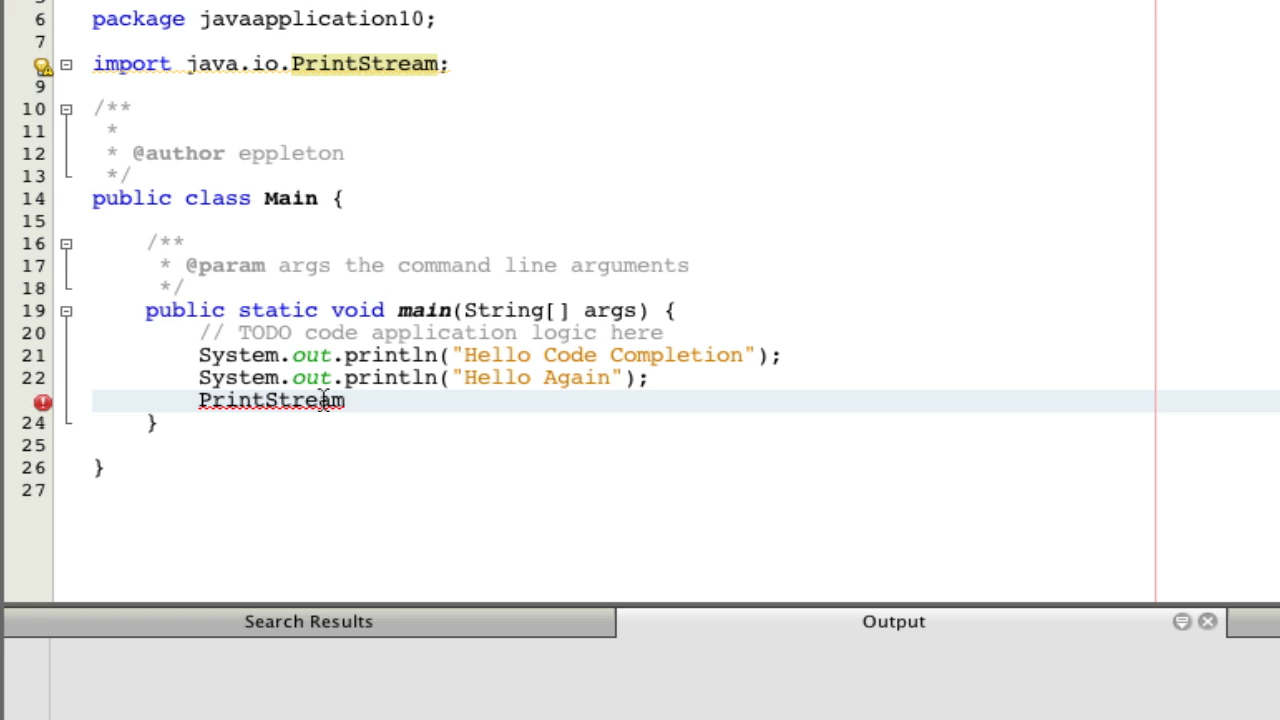 6 package javaapplication10;
7
import java.io.PrintStream;
9
10 /**
11 *
12 * @author eppleton
13 */
14 public class Main {
15
16 /**
17 * @param args the command line arguments
18 */
19 public static void main(String[] args) {
20 // TODO code application logic here
21 System.out.println("Hello Code Completion");
22 System.out.println("Hello Again");
PrintStream
24 }
25
26 }
27
Search Results Output